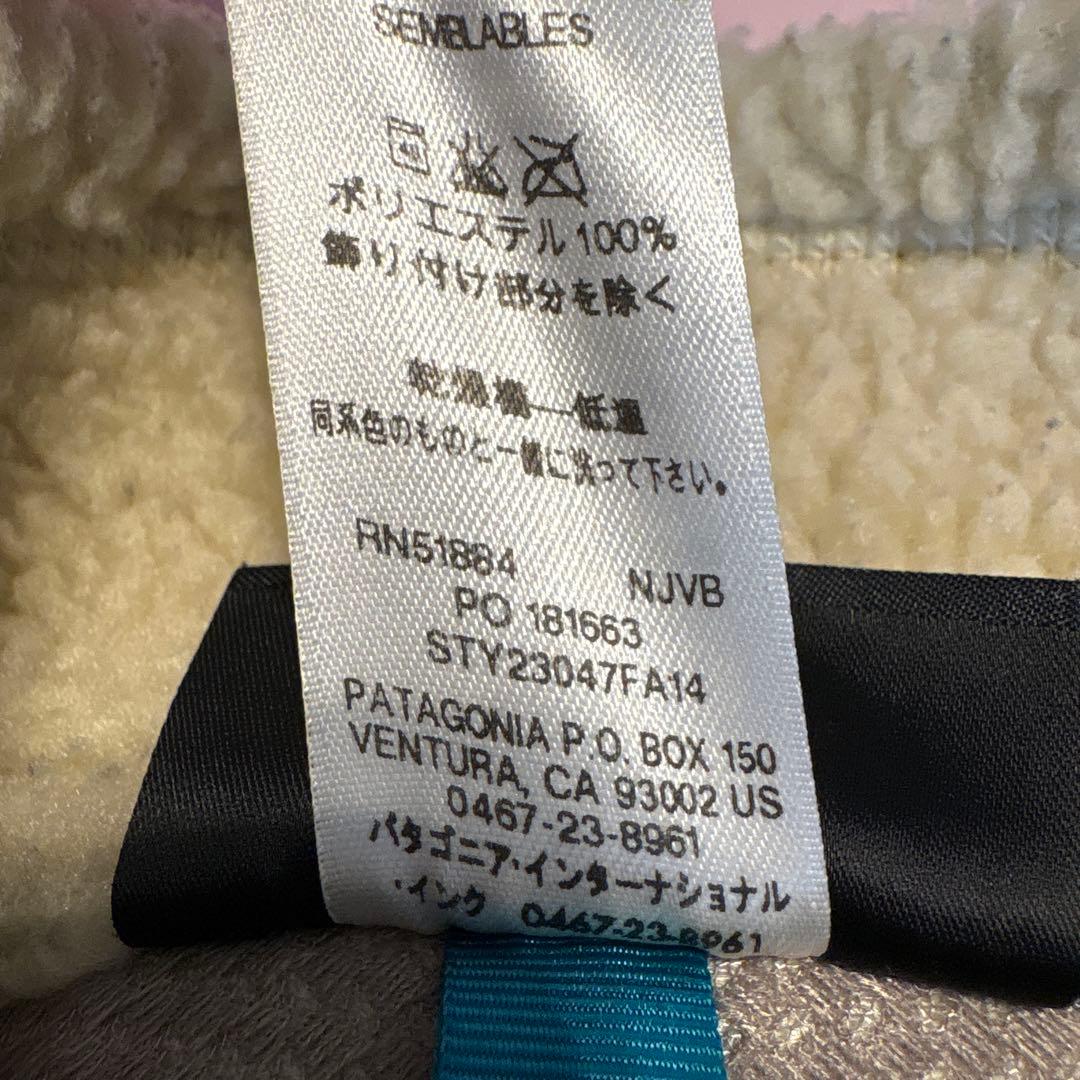 SEMBLABLES
ポリエステル100%
飾り付け部分を除く
乾燥機—低温
同系色のものと一緒に洗って下さい。
RN51884 NJVB
PO 181663
STY23047FA14
PATAGONIA P.O. BOX 150
VENTURA, CA 93002 US
0467-23-8961
パタゴニア・インターナショナル
・インク 0467-23-8961